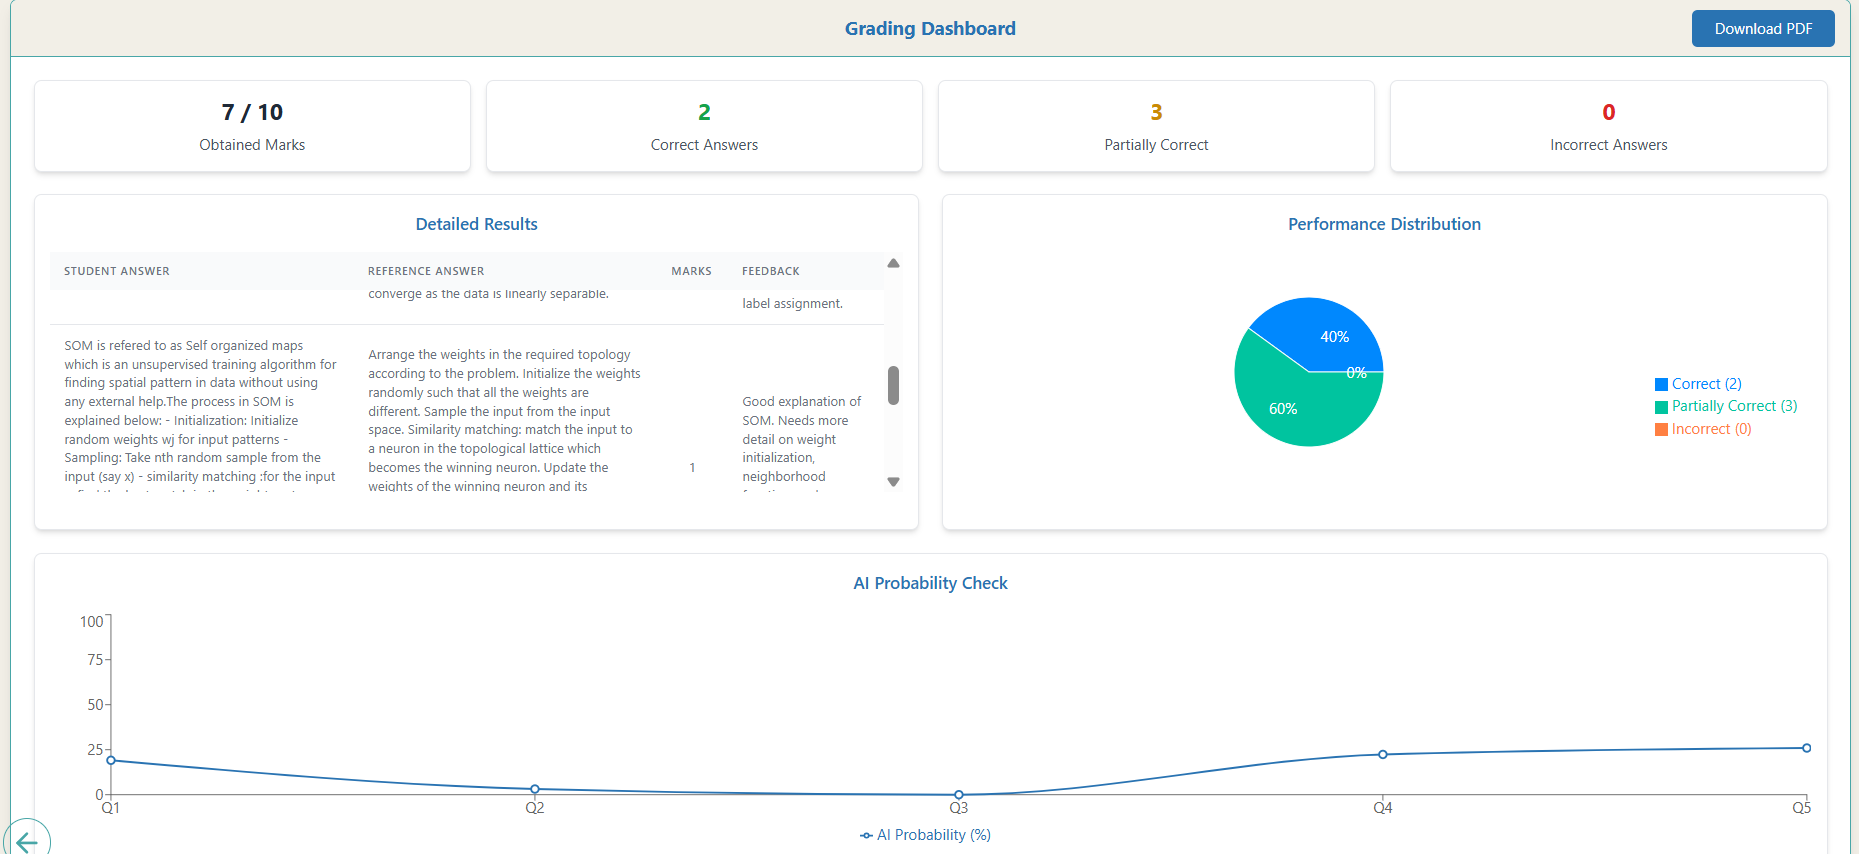 Grading Dashboard
Download PDF
7 / 10
Obtained Marks
2
Correct Answers
3
Partially Correct
0
Incorrect Answers
Detailed Results
STUDENT ANSWER
REFERENCE ANSWER
MARKS
FEEDBACK
converge as the data is linearly separable.
label assignment.
SOM is refered to as Self organized maps
which is an unsupervised training algorithm for
finding spatial pattern in data without using
any external help.The process in SOM is
explained below: - Initialization: Initialize
random weights wj for input patterns -
Sampling: Take nth random sample from the
input (say x) - similarity matching :for the input
Arrange the weights in the required topology
according to the problem. Initialize the weights
randomly such that all the weights are
different. Sample the input from the input
space. Similarity matching: match the input to
a neuron in the topological lattice which
becomes the winning neuron. Update the
weights of the winning neuron and its
1
Good explanation of
SOM. Needs more
detail on weight
initialization,
neighborhood
Performance Distribution
40%
0%
60%
Correct (2)
Partially Correct (3)
Incorrect (0)
AI Probability Check
100
75
50
25
0
Q1
Q2
Q3
Q4
Q5
AI Probability (%)